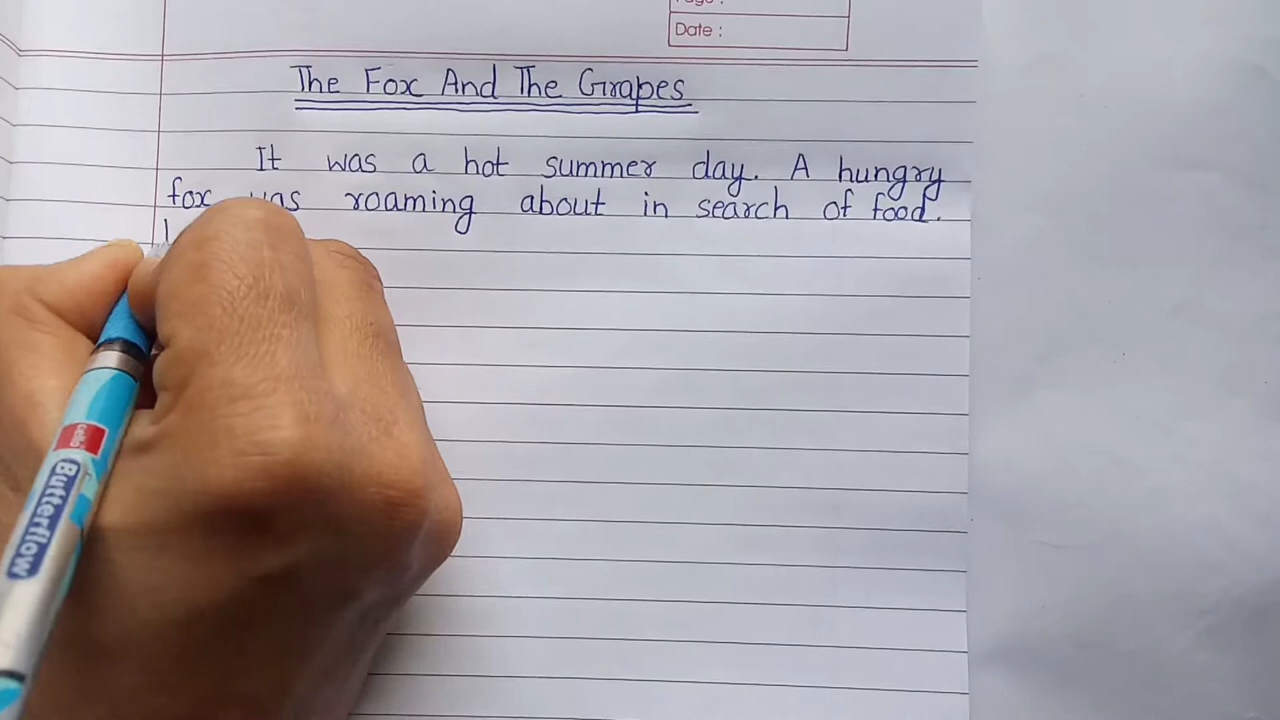 Date :
The Fox And The Grapes
It was a hot summer day. A hungry
fox was roaming about in search of food.
cello
Butterflow